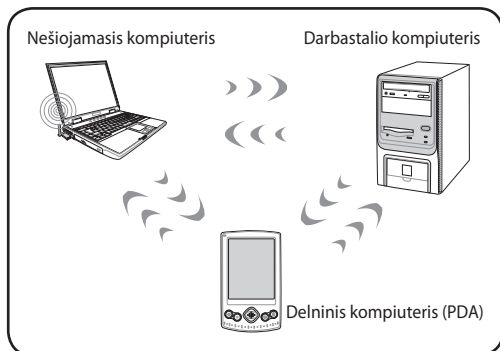 Nešiojamasis kompiuteris
Darbastalio kompiuteris
Delninis kompiuteris (PDA)